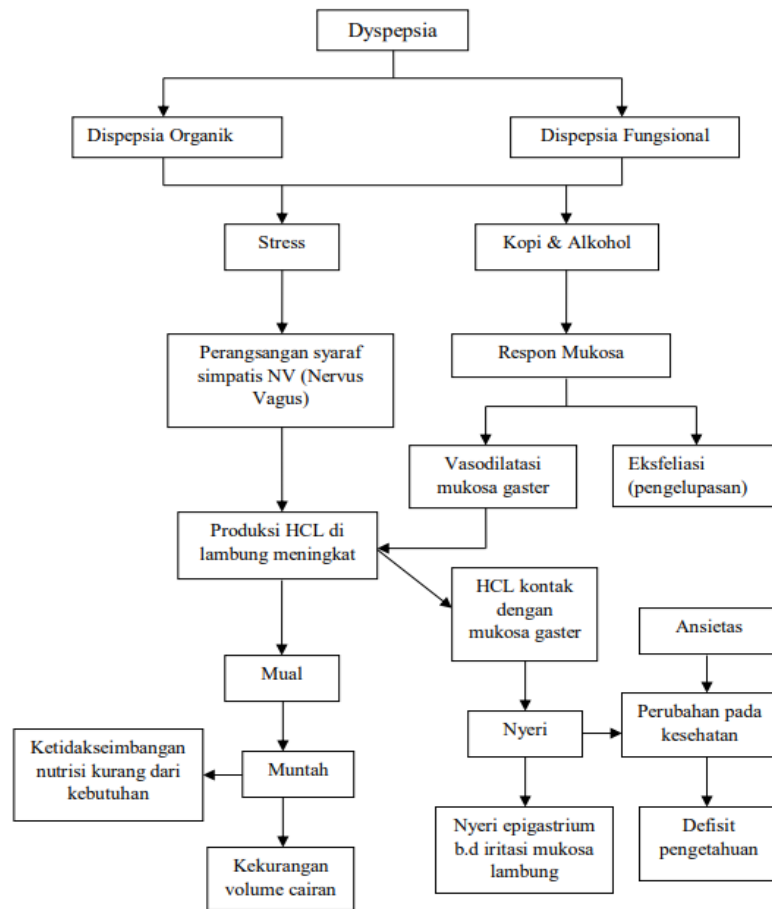 Dyspepsia
Dispepsia Organik
Dispepsia Fungsional
Stress
Kopi & Alkohol
Perangsangan syaraf
simpatis NV (Nervus
Vagus)
Respon Mukosa
Vasodilatasi
mukosa gaster
Eksfeliasi
(pengelupasan)
Produksi HCL di
lambung meningkat
HCL kontak
dengan
mukosa gaster
Ansietas
Mual
Nyeri
Perubahan pada
kesehatan
Ketidakseimbangan
nutrisi kurang dari
kebutuhan
Muntah
Nyeri epigastrium
b.d iritasi mukosa
lambung
Defisit
pengetahuan
Kekurangan
volume cairan